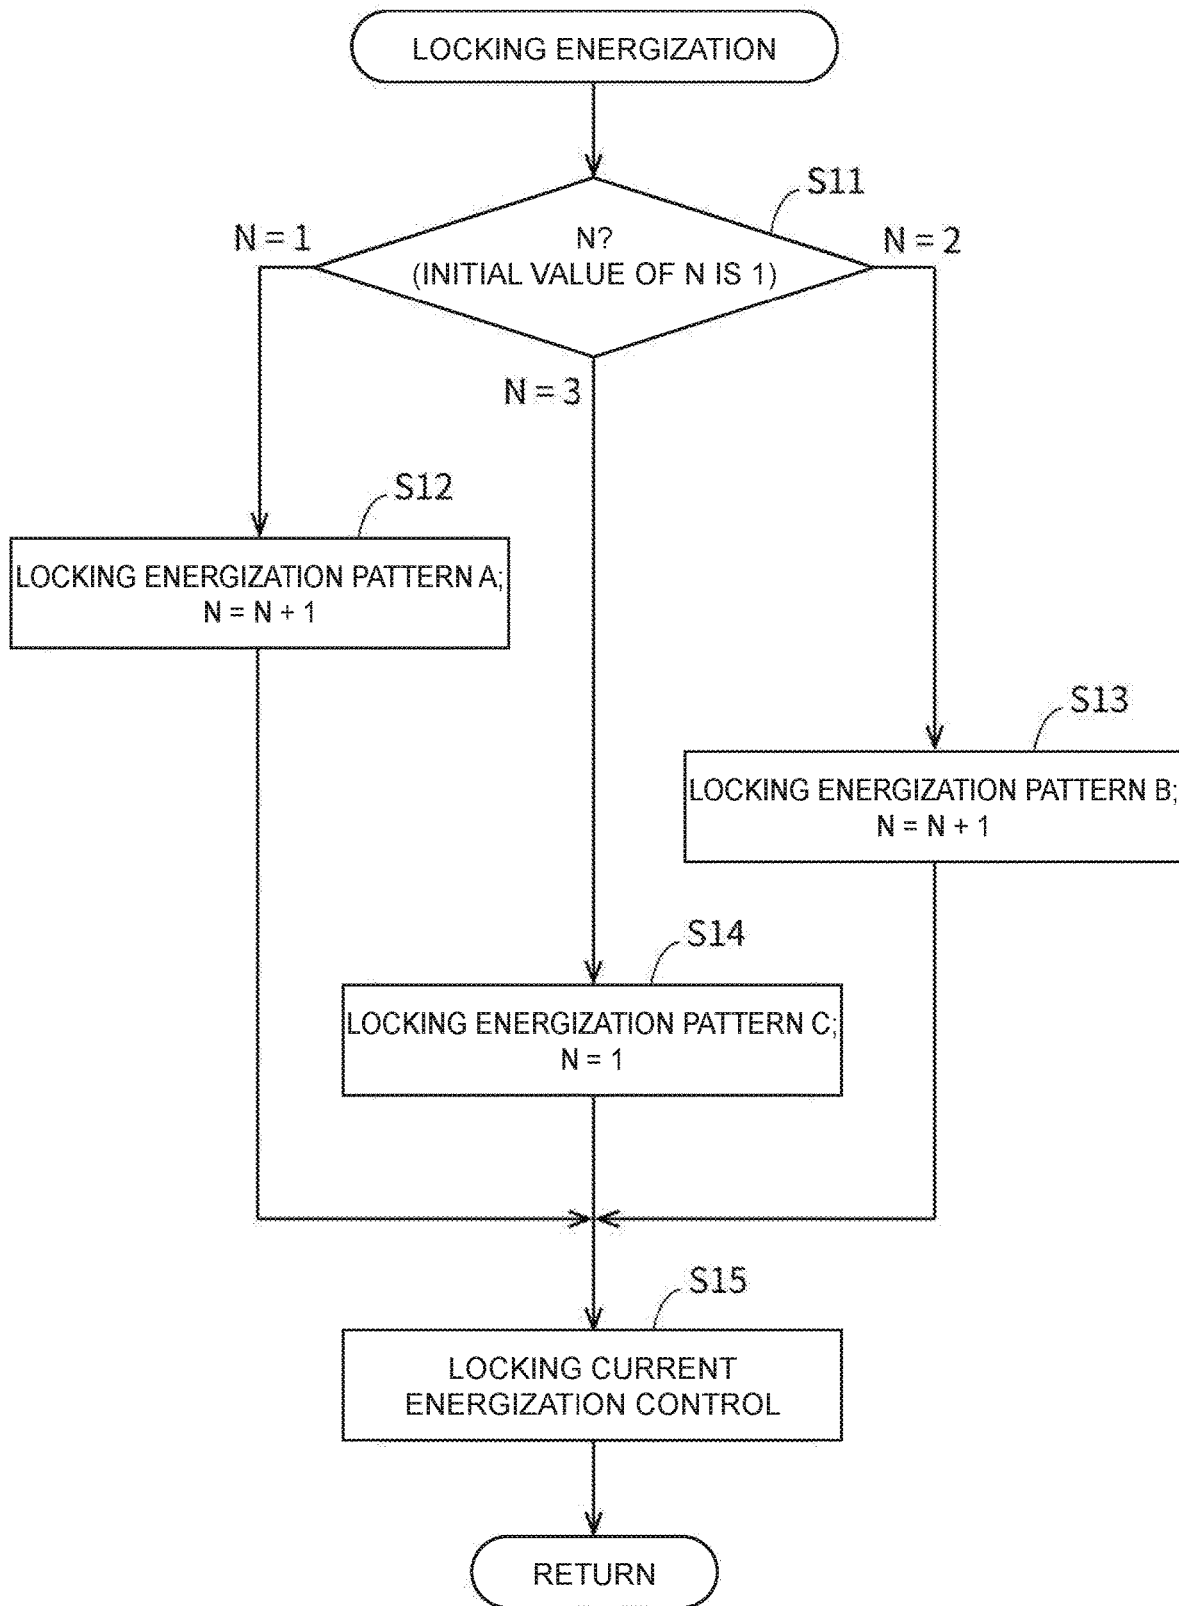 LOCKING ENERGIZATION
S11
N = 1
N?
(INITIAL VALUE OF N IS 1)
N = 2
N = 3
S12
LOCKING ENERGIZATION PATTERN A;
N = N + 1
S13
LOCKING ENERGIZATION PATTERN B;
N = N + 1
S14
LOCKING ENERGIZATION PATTERN C;
N = 1
S15
LOCKING CURRENT
ENERGIZATION CONTROL
RETURN